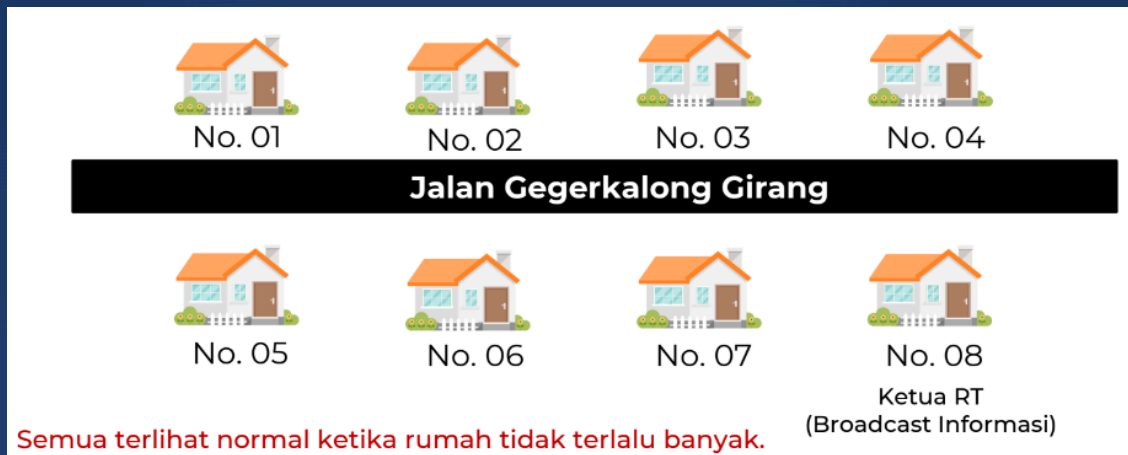 No. 01
No. 02
No. 03
No. 04
Jalan Gegerkalong Girang
No. 05
No. 06
No. 07
No. 08
Ketua RT
(Broadcast Informasi)
Semua terlihat normal ketika rumah tidak terlalu banyak.